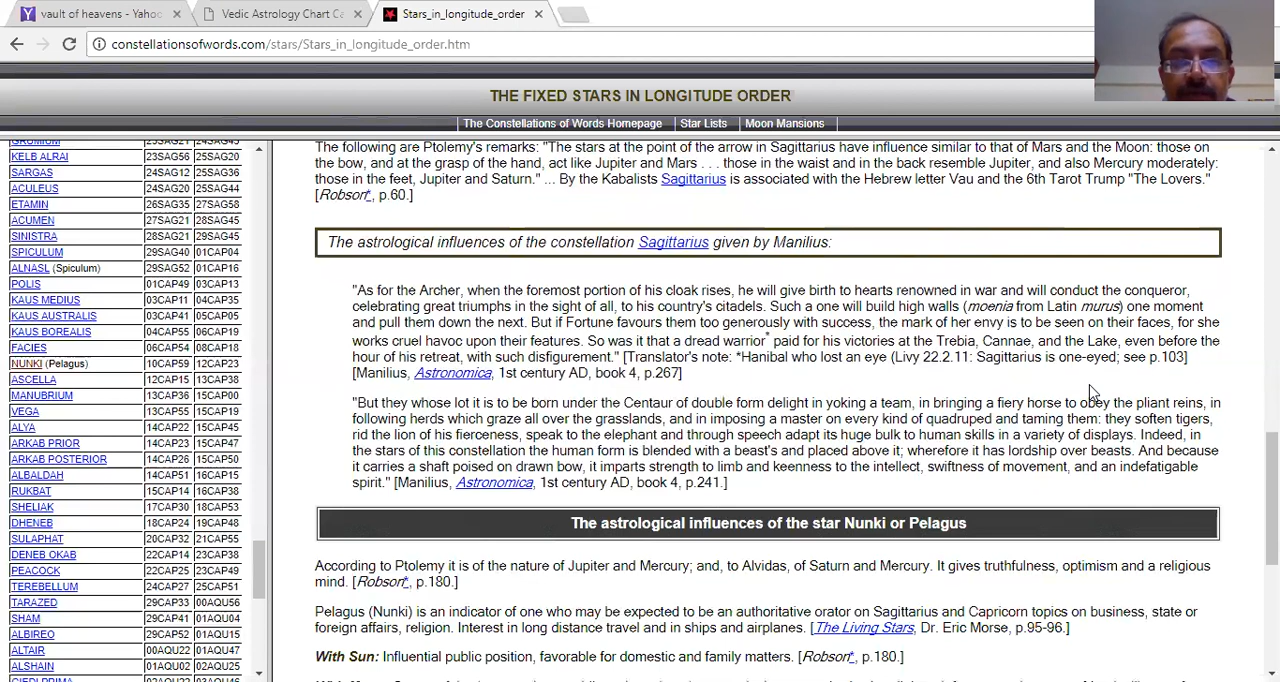 vault of heavens - Yahoo
Vedic Astrology Chart Ca
Stars_in_longitude_order
constellationsofwords.com/stars/Stars_in_longitude_order.htm
THE FIXED STARS IN LONGITUDE ORDER
The Constellations of Words Homepage | Star Lists | Moon Mansions
KELB ALRAI 23SAG56 25SAG20
SARGAS 24SAG12 25SAG36
ACULEUS 24SAG20 25SAG44
ETAMIN 26SAG35 27SAG58
ACUMEN 27SAG21 28SAG45
SINISTRA 28SAG21 29SAG45
SPICULUM 29SAG40 01CAP04
ALNASL (Spiculum) 29SAG52 01CAP16
POLIS 01CAP49 03CAP13
KAUS MEDIUS 03CAP11 04CAP35
KAUS AUSTRALIS 03CAP41 05CAP05
KAUS BOREALIS 04CAP55 06CAP19
FACIES 06CAP54 08CAP18
NUNKI (Pelagus) 10CAP59 12CAP23
ASCELLA 12CAP15 13CAP38
MANUBRIUM 13CAP36 15CAP00
VEGA 13CAP55 15CAP19
ALYA 14CAP22 15CAP45
ARKAB PRIOR 14CAP23 15CAP47
ARKAB POSTERIOR 14CAP26 15CAP50
ALBALDAH 14CAP51 16CAP15
RUKBAT 15CAP14 16CAP38
SHELIAK 17CAP30 18CAP53
DHENEB 18CAP24 19CAP48
SULAPHAT 20CAP32 21CAP55
DENEB OKAB 22CAP14 23CAP38
PEACOCK 22CAP25 23CAP49
TEREBELLUM 24CAP27 25CAP51
TARAZED 29CAP33 00AQU56
SHAM 29CAP41 01AQU04
ALBIREO 29CAP52 01AQU15
ALTAIR 00AQU22 01AQU47
ALSHAIN 01AQU02 02AQU25
The following are Ptolemy's remarks: "The stars at the point of the arrow in Sagittarius have influence similar to that of Mars and the Moon: those on
the bow, and at the grasp of the hand, act like Jupiter and Mars . . . those in the waist and in the back resemble Jupiter, and also Mercury moderately:
those in the feet, Jupiter and Saturn." ... By the Kabalists Sagittarius is associated with the Hebrew letter Vau and the 6th Tarot Trump "The Lovers."
[Robson*, p.60.]
The astrological influences of the constellation Sagittarius given by Manilius:
"As for the Archer, when the foremost portion of his cloak rises, he will give birth to hearts renowned in war and will conduct the conqueror,
celebrating great triumphs in the sight of all, to his country's citadels. Such a one will build high walls (moenia from Latin murus) one moment
and pull them down the next. But if Fortune favours them too generously with success, the mark of her envy is to be seen on their faces, for she
works cruel havoc upon their features. So was it that a dread warrior* paid for his victories at the Trebia, Cannae, and the Lake, even before the
hour of his retreat, with such disfigurement." [Translator's note: *Hanibal who lost an eye (Livy 22.2.11: Sagittarius is one-eyed; see p.103]
[Manilius, Astronomica, 1st century AD, book 4, p.267]
"But they whose lot it is to be born under the Centaur of double form delight in yoking a team, in bringing a fiery horse to obey the pliant reins, in
following herds which graze all over the grasslands, and in imposing a master on every kind of quadruped and taming them: they soften tigers,
rid the lion of his fierceness, speak to the elephant and through speech adapt its huge bulk to human skills in a variety of displays. Indeed, in
the stars of this constellation the human form is blended with a beast's and placed above it; wherefore it has lordship over beasts. And because
it carries a shaft poised on drawn bow, it imparts strength to limb and keenness to the intellect, swiftness of movement, and an indefatigable
spirit." [Manilius, Astronomica, 1st century AD, book 4, p.241.]
The astrological influences of the star Nunki or Pelagus
According to Ptolemy it is of the nature of Jupiter and Mercury; and, to Alvidas, of Saturn and Mercury. It gives truthfulness, optimism and a religious
mind. [Robson*, p.180.]
Pelagus (Nunki) is an indicator of one who may be expected to be an authoritative orator on Sagittarius and Capricorn topics on business, state or
foreign affairs, religion. Interest in long distance travel and in ships and airplanes. [The Living Stars, Dr. Eric Morse, p.95-96.]
With Sun: Influential public position, favorable for domestic and family matters. [Robson*, p.180.]